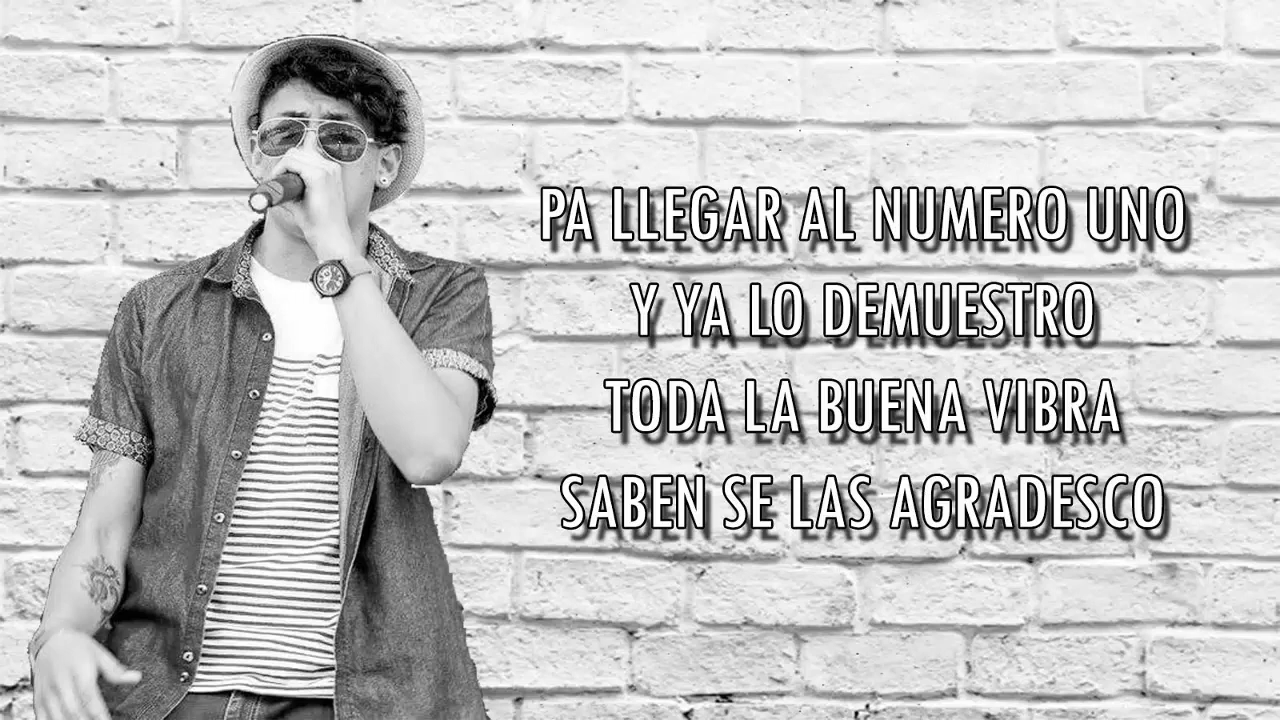 PA LLEGAR AL NUMERO UNO
Y YA LO DEMUESTRO
TODA LA BUENA VIBRA
SABEN SE LAS AGRADESCO